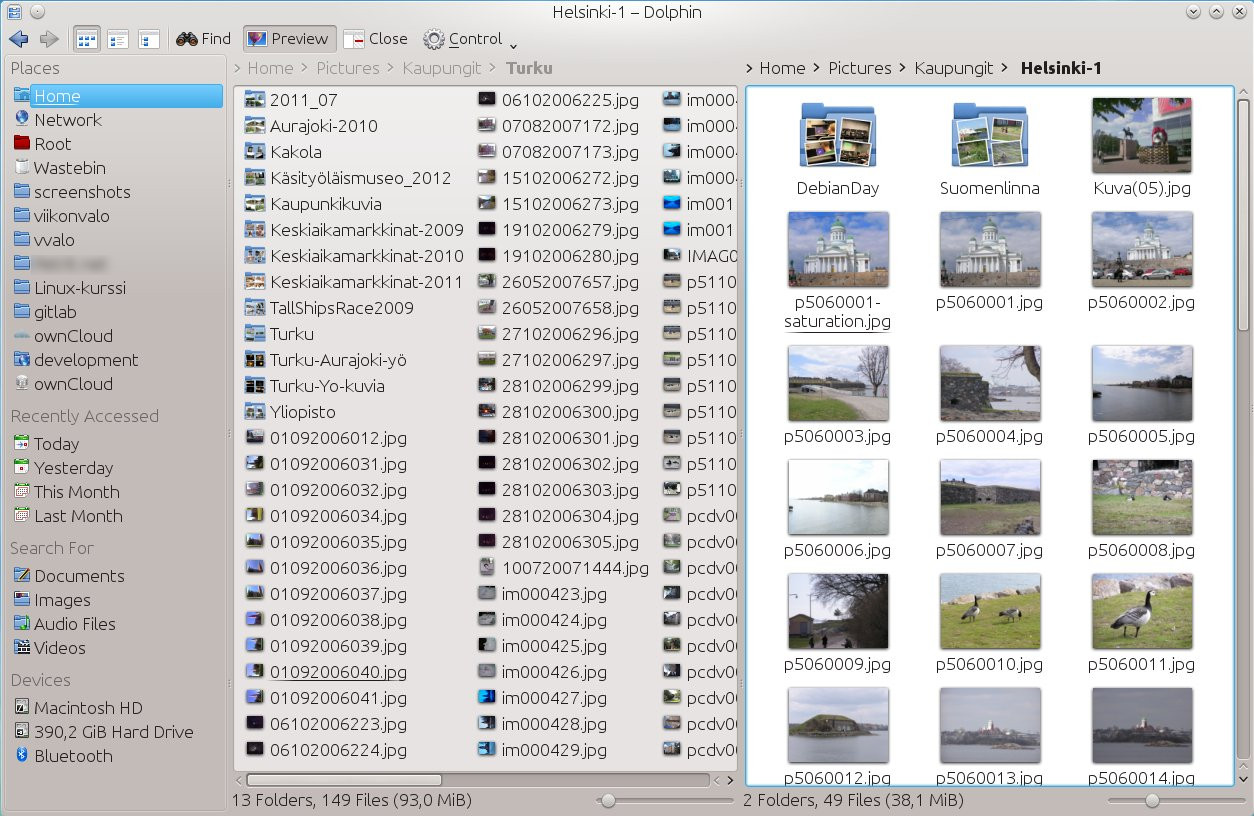 Helsinki-1 – Dolphin
Find Preview Close Control
Places
Home
Network
Root
Wastebin
screenshots
viikonvalo
vvalo
Linux-kurssi
gitlab
ownCloud
development
ownCloud
Recently Accessed
Today
Yesterday
This Month
Last Month
Search For
Documents
Images
Audio Files
Videos
Devices
Macintosh HD
390,2 GiB Hard Drive
Bluetooth
> Home > Pictures > Kaupungit > Turku
2011_07
Aurajoki-2010
Kakola
Käsityöläismuseo_2012
Kaupunkikuvia
Keskiaikamarkkinat-2009
Keskiaikamarkkinat-2010
Keskiaikamarkkinat-2011
TallShipsRace2009
Turku
Turku-Aurajoki-yö
Turku-Yo-kuvia
Yliopisto
01092006012.jpg
01092006031.jpg
01092006032.jpg
01092006034.jpg
01092006035.jpg
01092006036.jpg
01092006037.jpg
01092006038.jpg
01092006039.jpg
01092006040.jpg
01092006041.jpg
06102006223.jpg
06102006224.jpg
06102006225.jpg
07082007172.jpg
07082007173.jpg
15102006272.jpg
15102006273.jpg
19102006279.jpg
19102006280.jpg
26052007657.jpg
26052007658.jpg
27102006296.jpg
27102006297.jpg
28102006299.jpg
28102006300.jpg
28102006301.jpg
28102006302.jpg
28102006303.jpg
28102006304.jpg
28102006305.jpg
100720071444.jpg
im000423.jpg
im000424.jpg
im000425.jpg
im000426.jpg
im000427.jpg
im000428.jpg
im000429.jpg
im000
im000
im000
im000
im001
im001
IMAG0
p5110
p5110
p5110
p5110
p5110
p5110
p5110
p5110
p5110
pcdv0
pcdv0
pcdv0
pcdv0
pcdv0
pcdv0
pcdv0
pcdv0
pcdv0
pcdv0
13 Folders, 149 Files (93,0 MiB)
> Home > Pictures > Kaupungit > Helsinki-1
DebianDay Suomenlinna Kuva(05).jpg
p5060001-
saturation.jpg p5060001.jpg p5060002.jpg
p5060003.jpg p5060004.jpg p5060005.jpg
p5060006.jpg p5060007.jpg p5060008.jpg
p5060009.jpg p5060010.jpg p5060011.jpg
p5060012.jpg p5060013.jpg p5060014.jpg
2 Folders, 49 Files (38,1 MiB)